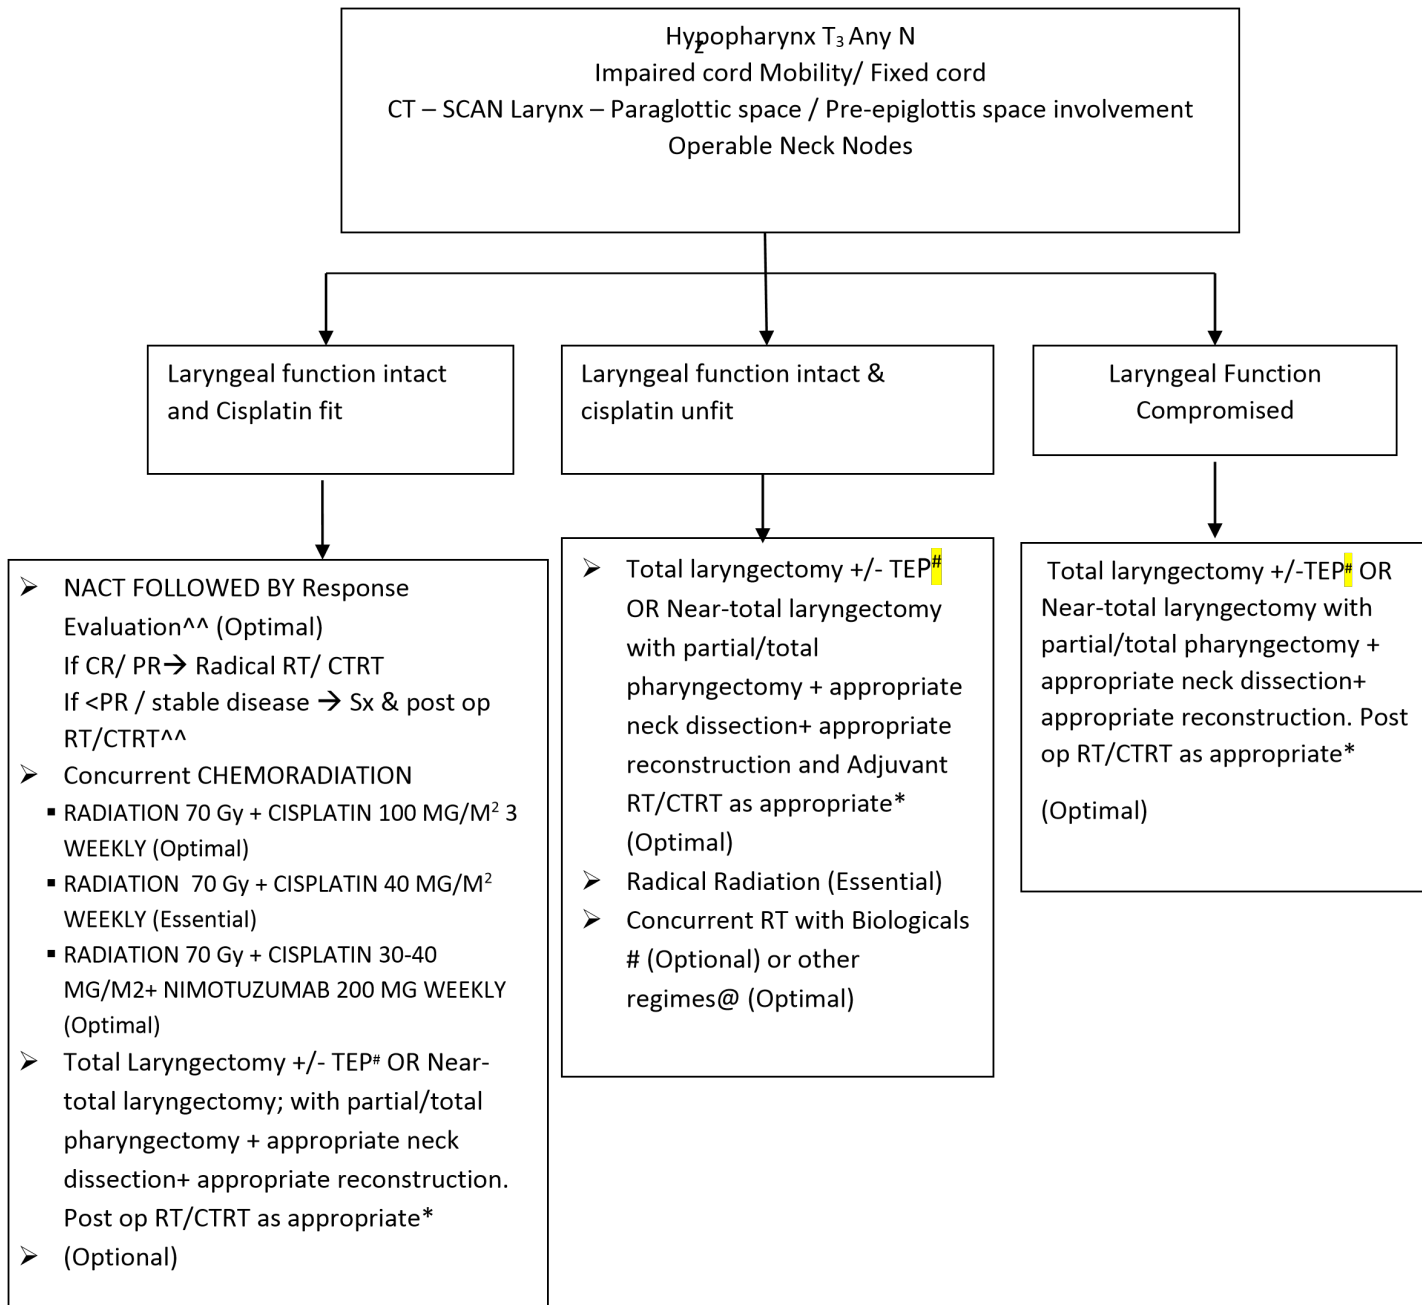 Hypopharynx T₃ Any N
z
Impaired cord Mobility/ Fixed cord
CT – SCAN Larynx – Paraglottic space / Pre-epiglottis space involvement
Operable Neck Nodes
Laryngeal function intact
and Cisplatin fit
Laryngeal function intact &
cisplatin unfit
Laryngeal Function
Compromised
➢ NACT FOLLOWED BY Response
Evaluation^^ (Optimal)
If CR/ PR→ Radical RT/ CTRT
If <PR / stable disease → Sx & post op
RT/CTRT^^
➢ Concurrent CHEMORADIATION
▪ RADIATION 70 Gy + CISPLATIN 100 MG/M² 3
WEEKLY (Optimal)
▪ RADIATION 70 Gy + CISPLATIN 40 MG/M²
WEEKLY (Essential)
▪ RADIATION 70 Gy + CISPLATIN 30-40
MG/M2+ NIMOTUZUMAB 200 MG WEEKLY
(Optimal)
➢ Total Laryngectomy +/- TEP# OR Near-
total laryngectomy; with partial/total
pharyngectomy + appropriate neck
dissection+ appropriate reconstruction.
Post op RT/CTRT as appropriate*
➢ (Optional)
➢ Total laryngectomy +/- TEP#
OR Near-total laryngectomy
with partial/total
pharyngectomy + appropriate
neck dissection+ appropriate
reconstruction and Adjuvant
RT/CTRT as appropriate*
(Optimal)
➢ Radical Radiation (Essential)
➢ Concurrent RT with Biologicals
# (Optional) or other
regimes@ (Optimal)
Total laryngectomy +/-TEP# OR
Near-total laryngectomy with
partial/total pharyngectomy +
appropriate neck dissection+
appropriate reconstruction. Post
op RT/CTRT as appropriate*
(Optimal)